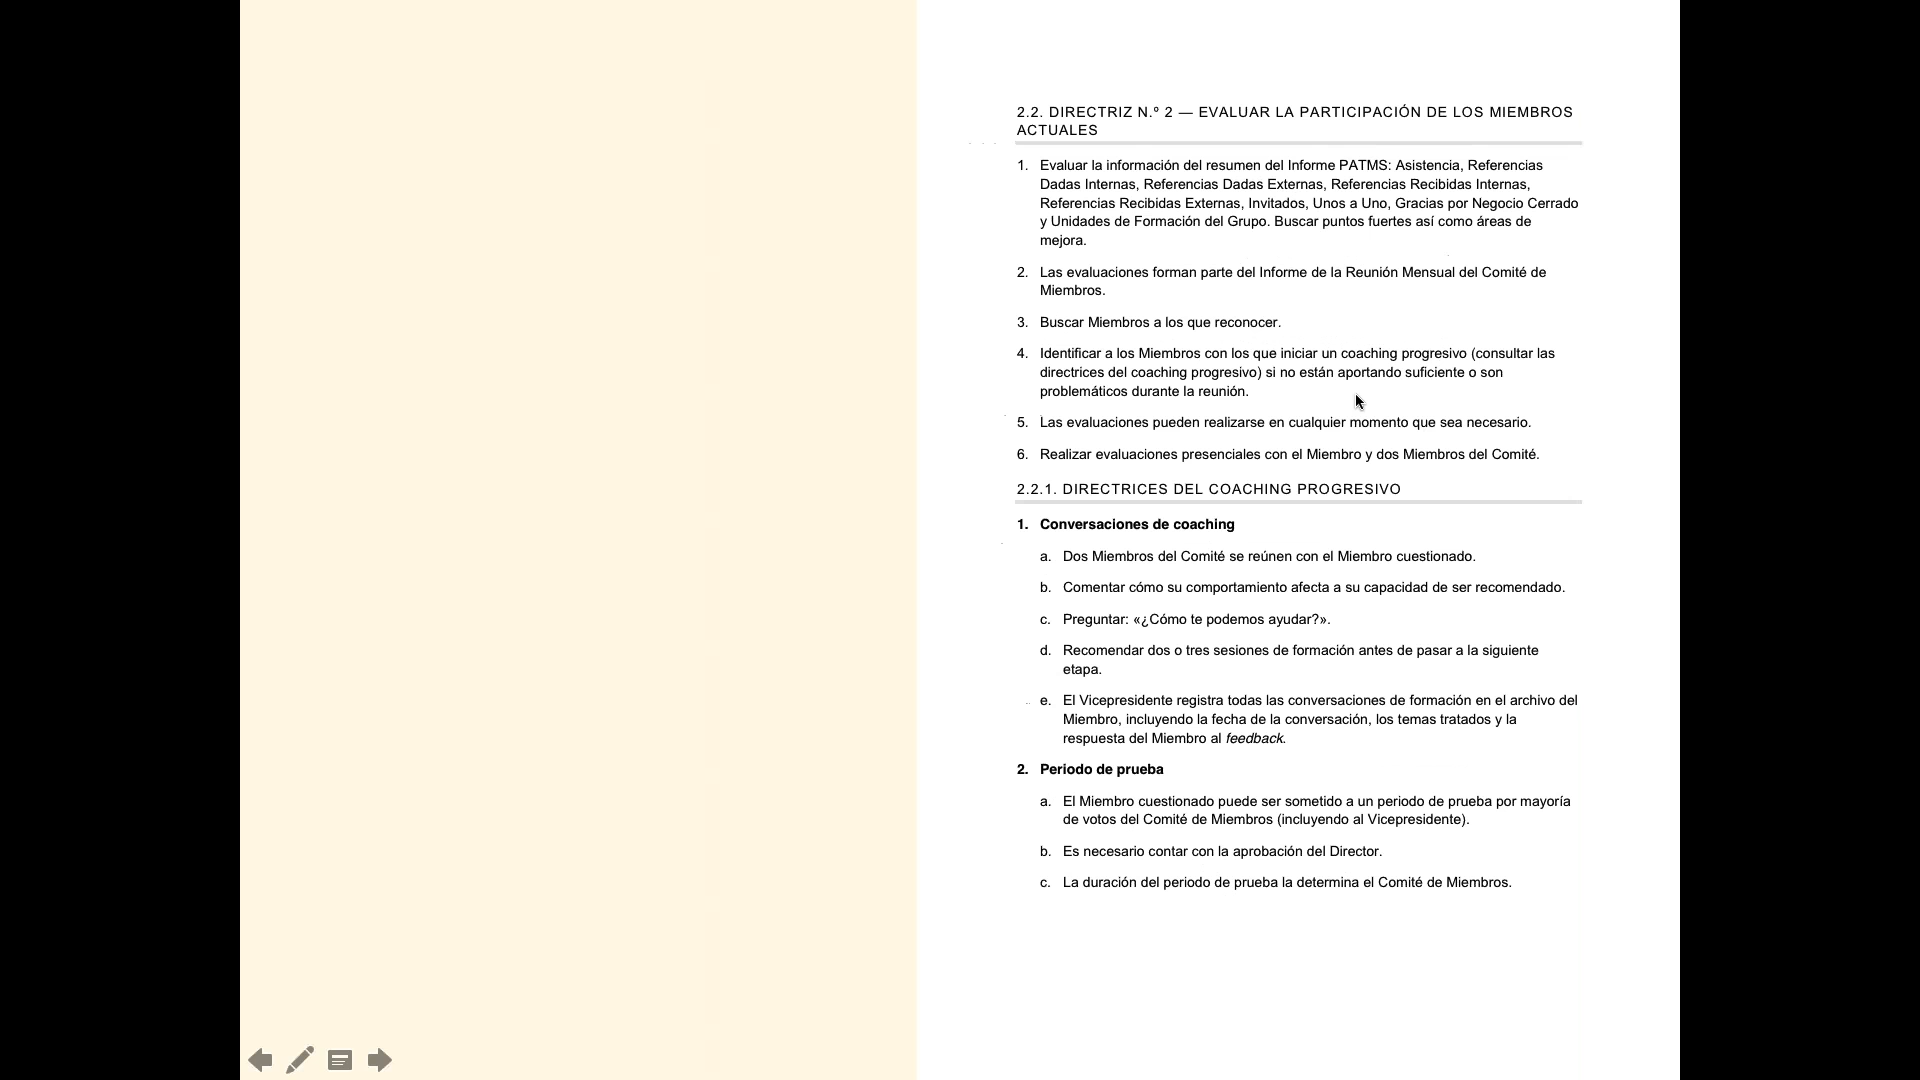 2.2. DIRECTRIZ N.º 2 — EVALUAR LA PARTICIPACIÓN DE LOS MIEMBROS
ACTUALES
1. Evaluar la información del resumen del Informe PATMS: Asistencia, Referencias
Dadas Internas, Referencias Dadas Externas, Referencias Recibidas Internas,
Referencias Recibidas Externas, Invitados, Unos a Uno, Gracias por Negocio Cerrado
y Unidades de Formación del Grupo. Buscar puntos fuertes así como áreas de
mejora.
2. Las evaluaciones forman parte del Informe de la Reunión Mensual del Comité de
Miembros.
3. Buscar Miembros a los que reconocer.
4. Identificar a los Miembros con los que iniciar un coaching progresivo (consultar las
directrices del coaching progresivo) si no están aportando suficiente o son
problemáticos durante la reunión.
5. Las evaluaciones pueden realizarse en cualquier momento que sea necesario.
6. Realizar evaluaciones presenciales con el Miembro y dos Miembros del Comité.
2.2.1. DIRECTRICES DEL COACHING PROGRESIVO
1. Conversaciones de coaching
a. Dos Miembros del Comité se reúnen con el Miembro cuestionado.
b. Comentar cómo su comportamiento afecta a su capacidad de ser recomendado.
c. Preguntar: «¿Cómo te podemos ayudar?».
d. Recomendar dos o tres sesiones de formación antes de pasar a la siguiente
etapa.
e. El Vicepresidente registra todas las conversaciones de formación en el archivo del
Miembro, incluyendo la fecha de la conversación, los temas tratados y la
respuesta del Miembro al feedback.
2. Periodo de prueba
a. El Miembro cuestionado puede ser sometido a un periodo de prueba por mayoría
de votos del Comité de Miembros (incluyendo al Vicepresidente).
b. Es necesario contar con la aprobación del Director.
c. La duración del periodo de prueba la determina el Comité de Miembros.